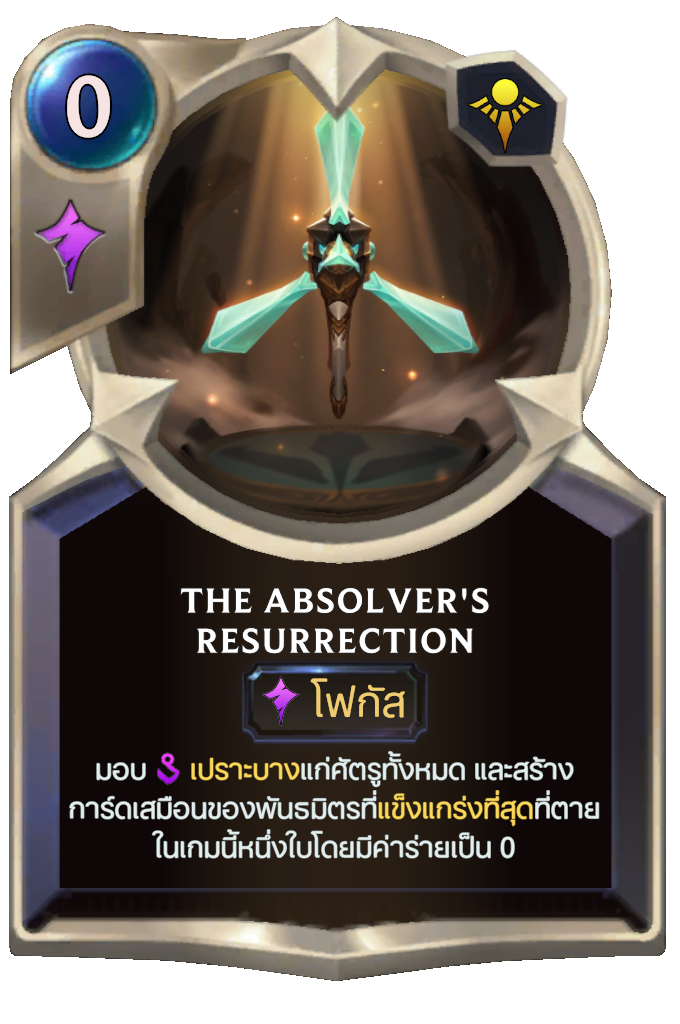 0
THE ABSOLVER'S
RESURRECTION
โฟกัส
มอบ เปราะบางแก่ศัตรูทั้งหมด และสร้าง
การ์ดเสมือนของพันธมิตรที่แข็งแกร่งที่สุดที่ตาย
ในเกมนี้หนึ่งใบโดยมีค่าร่ายเป็น 0